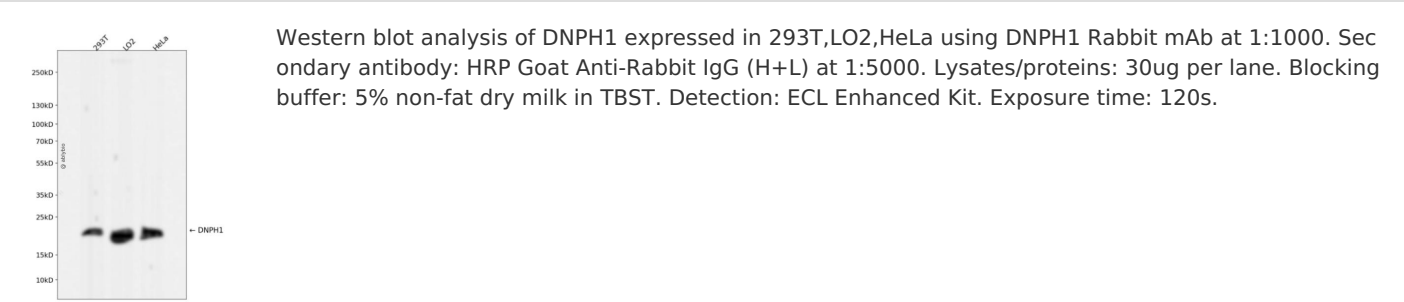 293T LO2 HeLa
250kD
130kD
100kD
70kD
55kD
35kD
25kD
15kD
10kD
← DNPH1
Western blot analysis of DNPH1 expressed in 293T,LO2,HeLa using DNPH1 Rabbit mAb at 1:1000. Sec
ondary antibody: HRP Goat Anti-Rabbit IgG (H+L) at 1:5000. Lysates/proteins: 30ug per lane. Blocking
buffer: 5% non-fat dry milk in TBST. Detection: ECL Enhanced Kit. Exposure time: 120s.